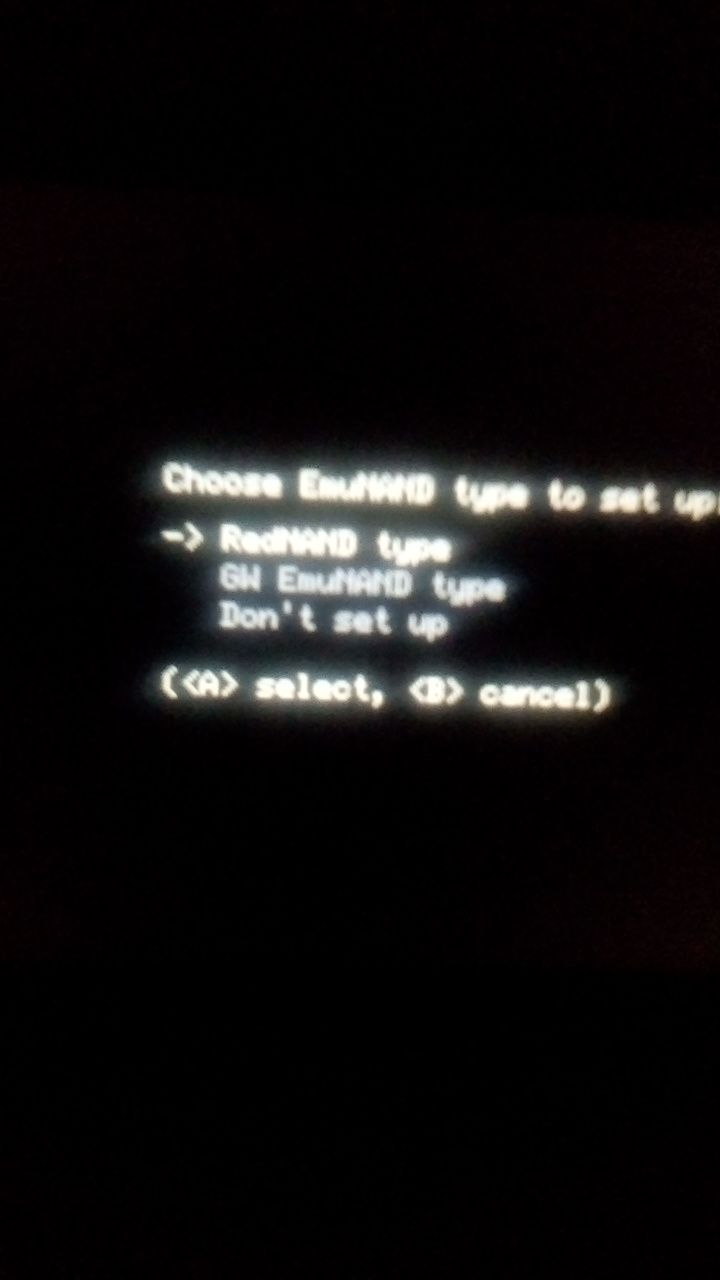 Choose EmuNAND type to set up:
-> RedNAND type
GW EmuNAND type
Don't set up
(<A> select, <B> cancel)